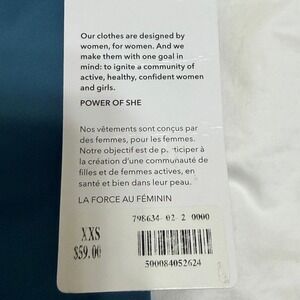 Our clothes are designed by
women, for women. And we
make them with one goal in
mind: to ignite a community of
active, healthy, confident women
and girls.
POWER OF SHE
Nos vêtements sont conçus par
des femmes, pour les femmes.
Notre objectif est de p ticiper à
la création d'une communauté de
filles et de femmes actives, en
santé et bien dans leur peau.
LA FORCE AU FÉMININ
798634 02 2 0000
XXS
$59.00
500084052624